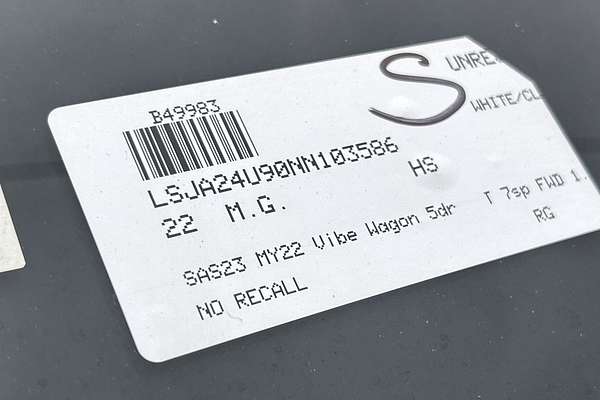 S UNRE
B49983 WHITE/CL
LSJA24U90NN103586 HS
22 M.G.
SAS23 MY22 Vibe Wagon 5dr T 7sp FWD 1.
RG
NO RECALL